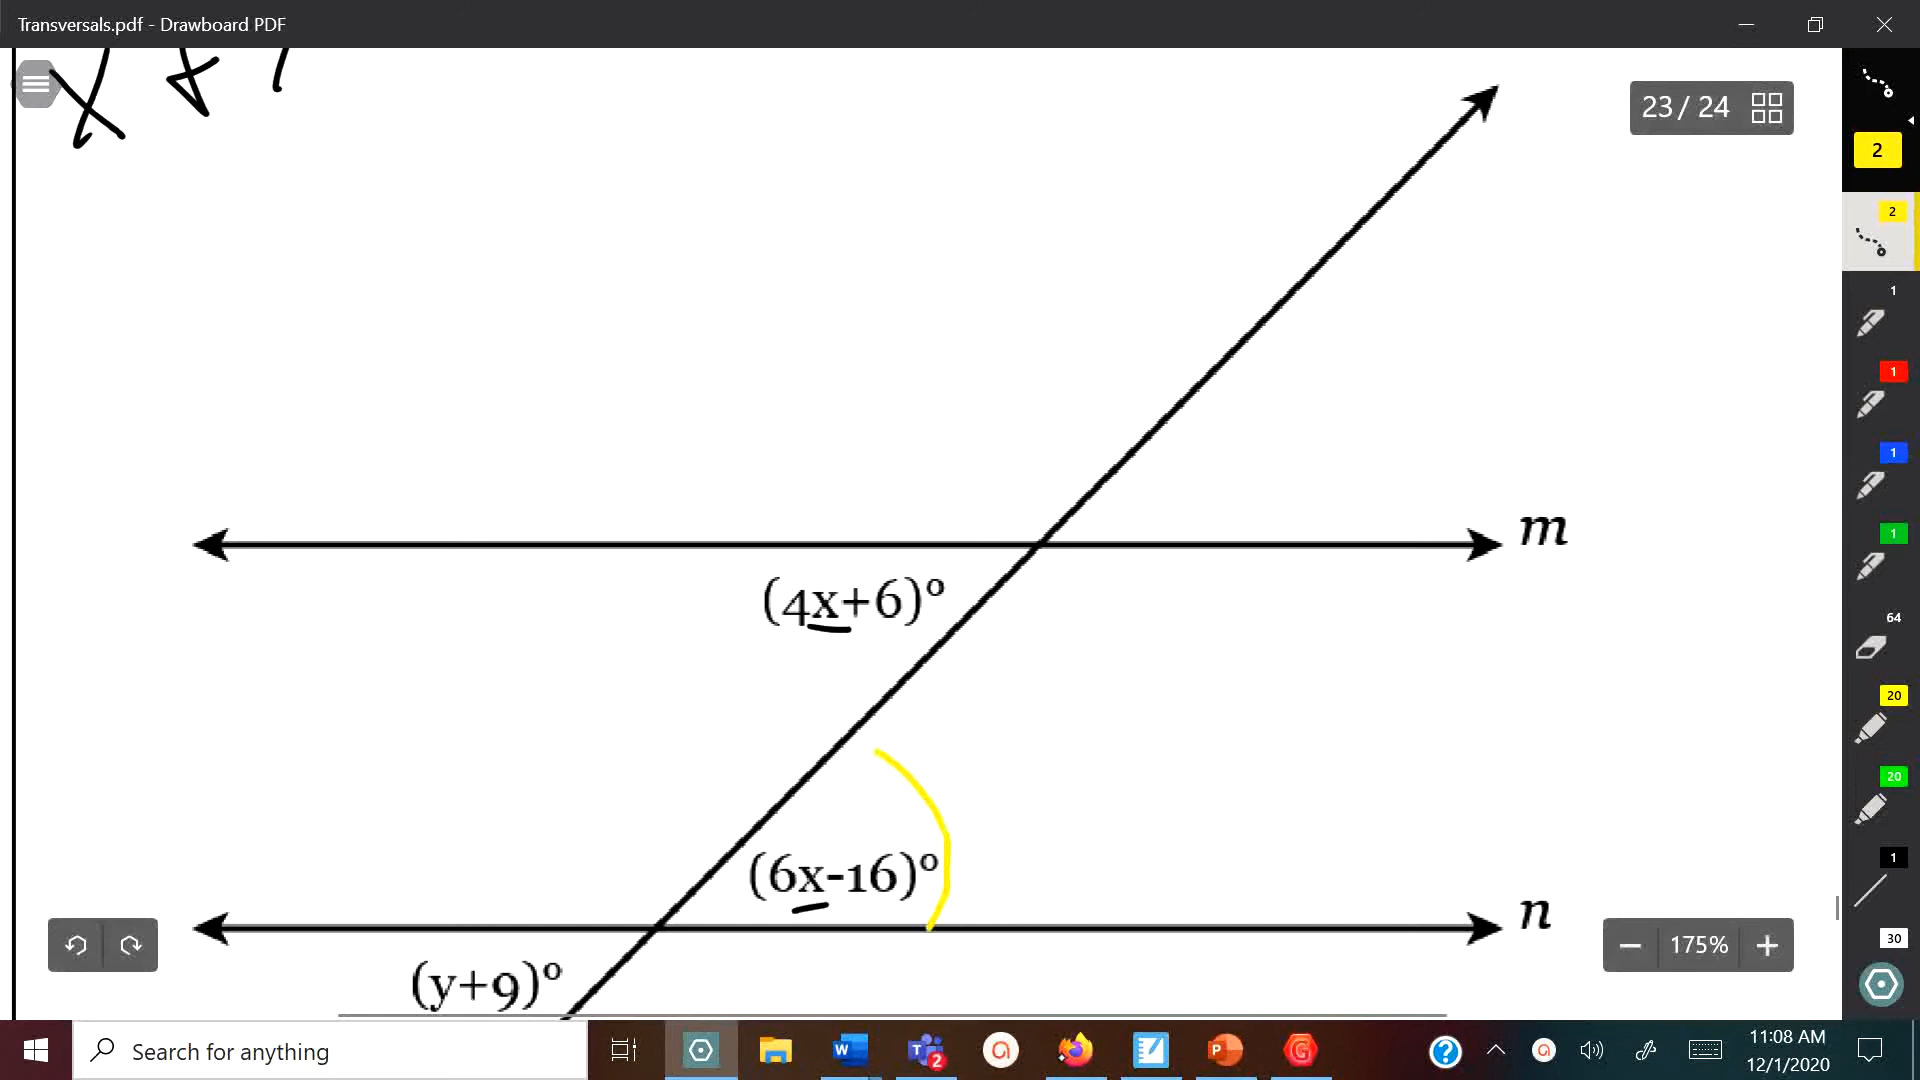 Transversals.pdf - Drawboard PDF
23 / 24
2
2
1
1
m
1
(4x+6)º
1
64
20
20
(6x-16)º
1
n
175%
30
(y+9)º
Search for anything
2
11:08 AM
12/1/2020